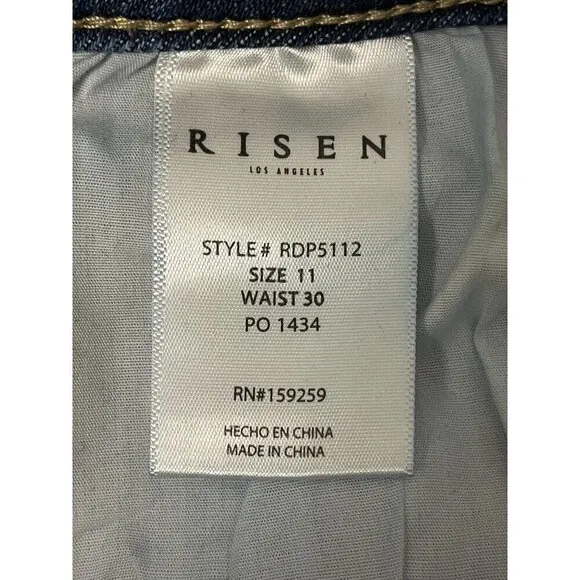 RISEN
LOS ANGELES
STYLE # RDP5112
SIZE 11
WAIST 30
PO 1434
RN#159259
HECHO EN CHINA
MADE IN CHINA